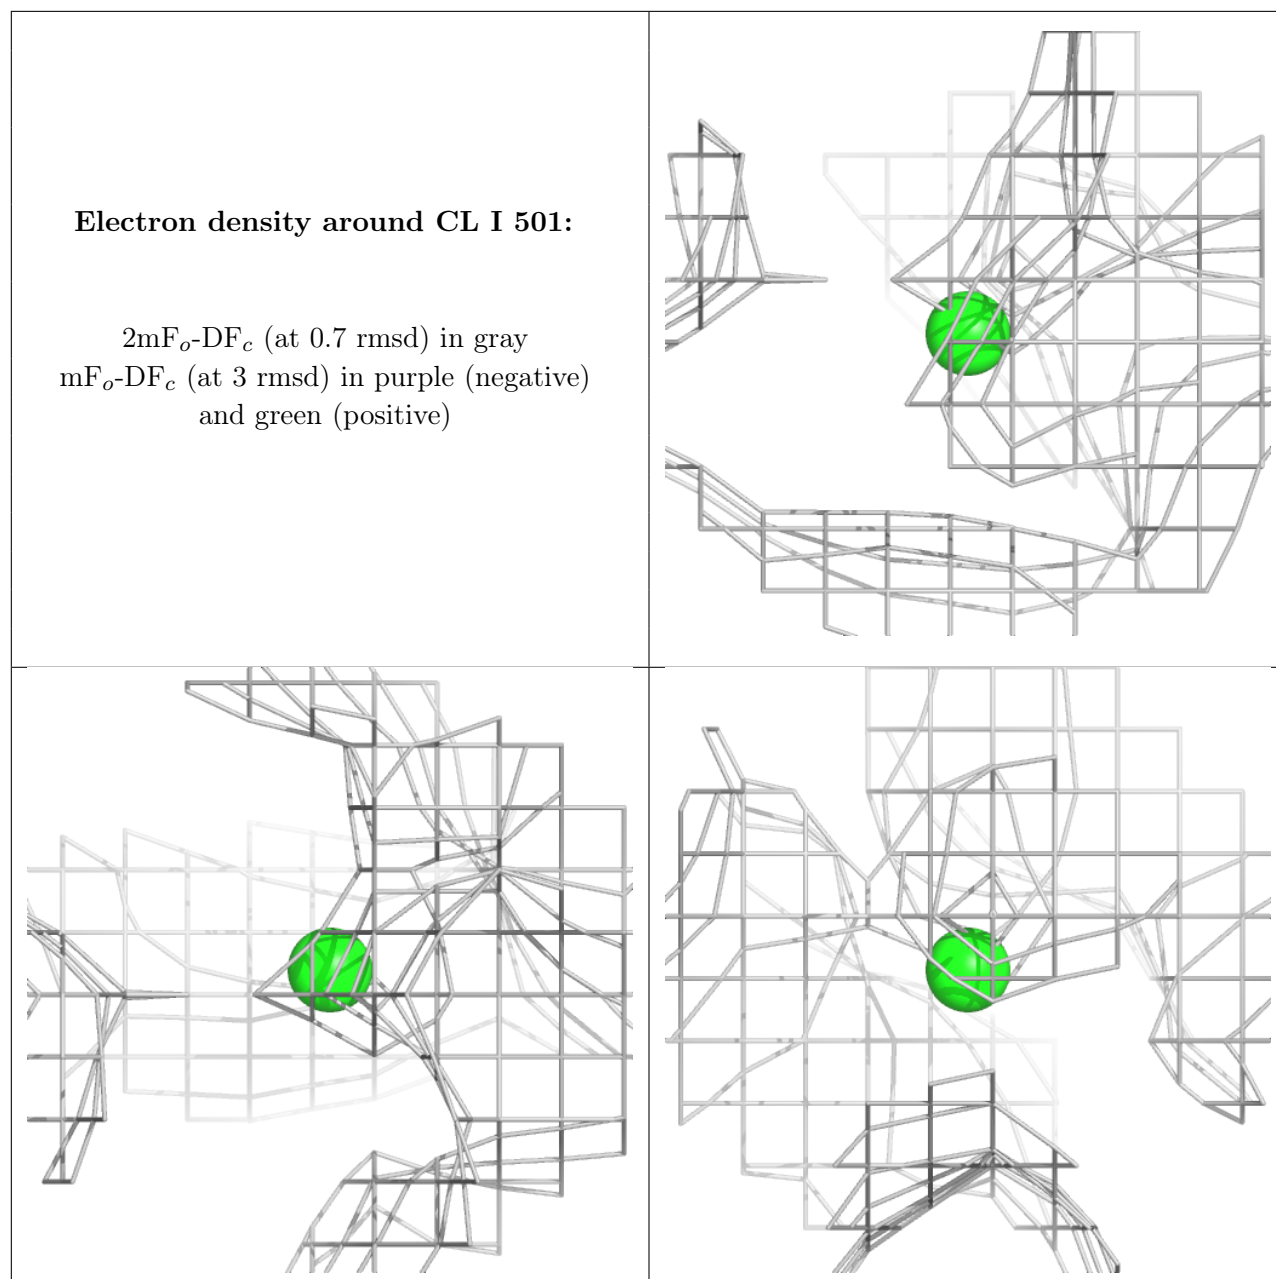 Electron density around CL I 501:
2mFo-DFc (at 0.7 rmsd) in gray
mFo-DFc (at 3 rmsd) in purple (negative)
and green (positive)